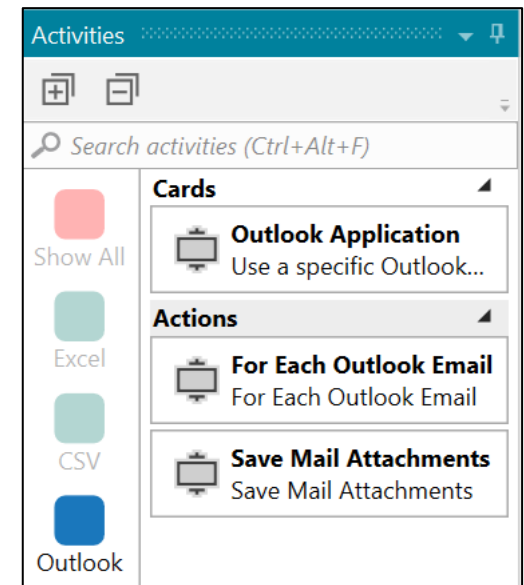 Activities
Search activities (Ctrl+Alt+F)
Show All
Excel
CSV
Outlook
Cards
Outlook Application
Use a specific Outlook...
Actions
For Each Outlook Email
For Each Outlook Email
Save Mail Attachments
Save Mail Attachments